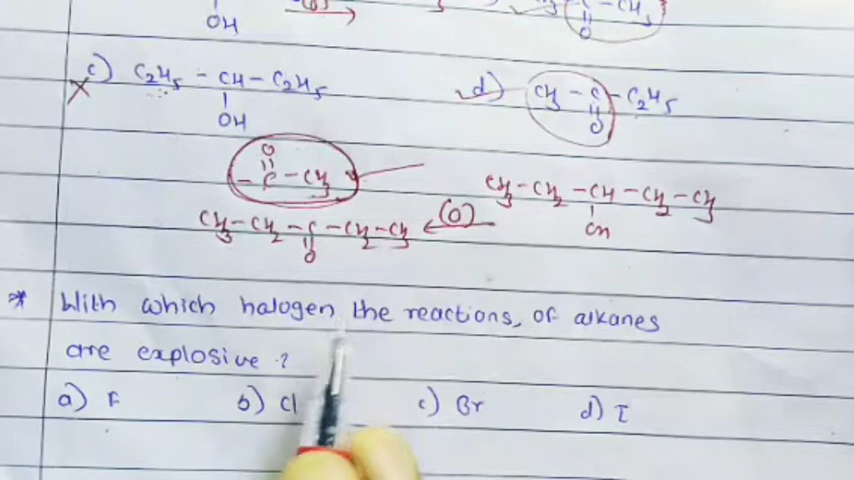 OH
(O)
c) C2H5 - CH - C2H5
OH
d) CH3 - C - C2H5
O
O
- C - CH3
CH3 - CH2 - CH - CH2 - CH3
CH3 - CH2 - C - CH2 - CH3
(O)
O
* With which halogen the reactions, of alkanes
are explosive ?
a) F b) Cl c) Br d) I